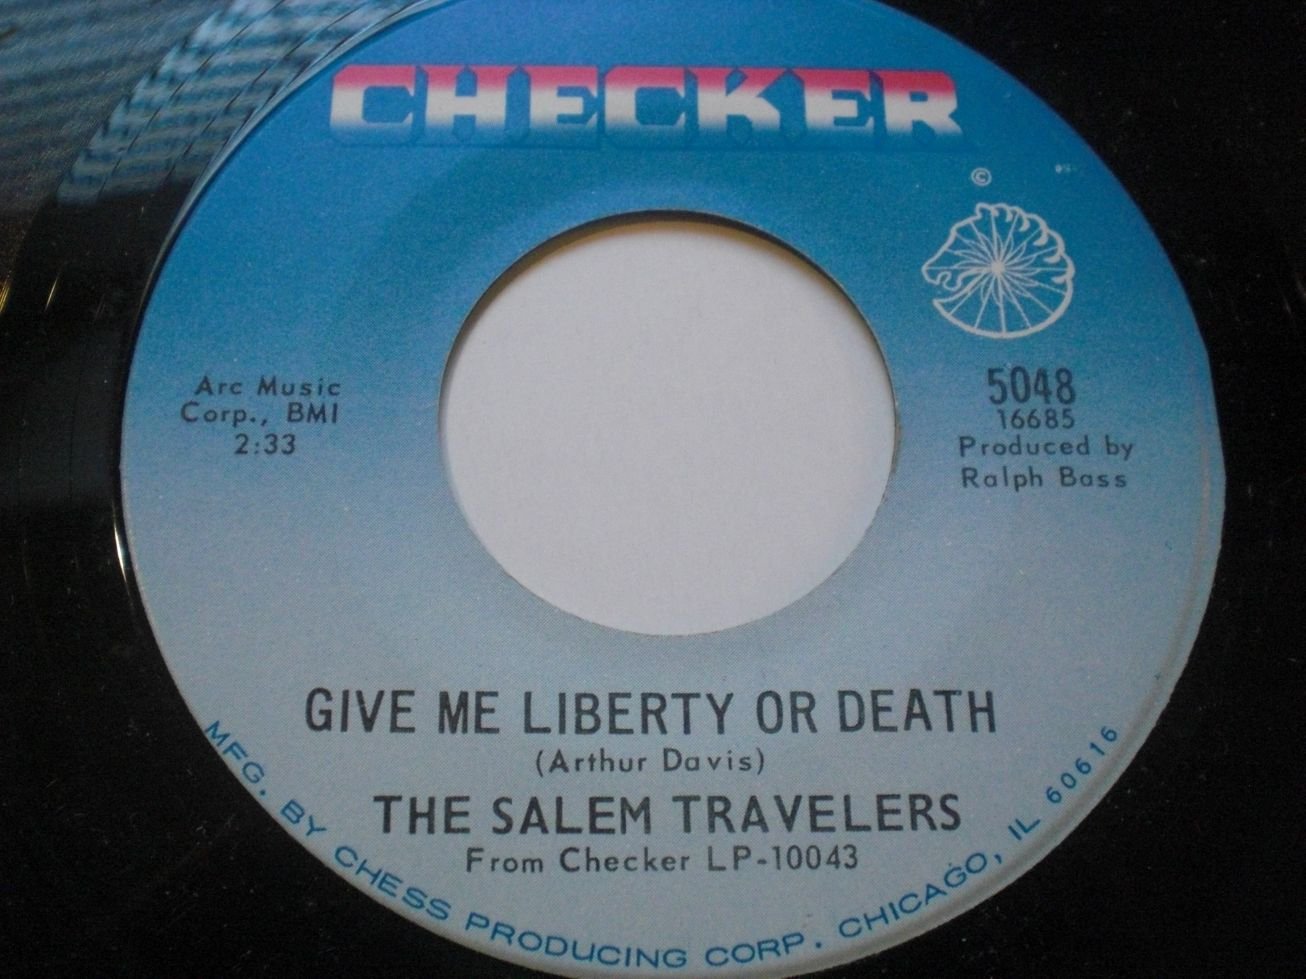 CHECKER
©
Arc Music
Corp., BMI
2:33
5048
16685
Produced by
Ralph Bass
GIVE ME LIBERTY OR DEATH
(Arthur Davis)
THE SALEM TRAVELERS
From Checker LP-10043
MFG. BY CHESS PRODUCING CORP. CHICAGO, IL 60616